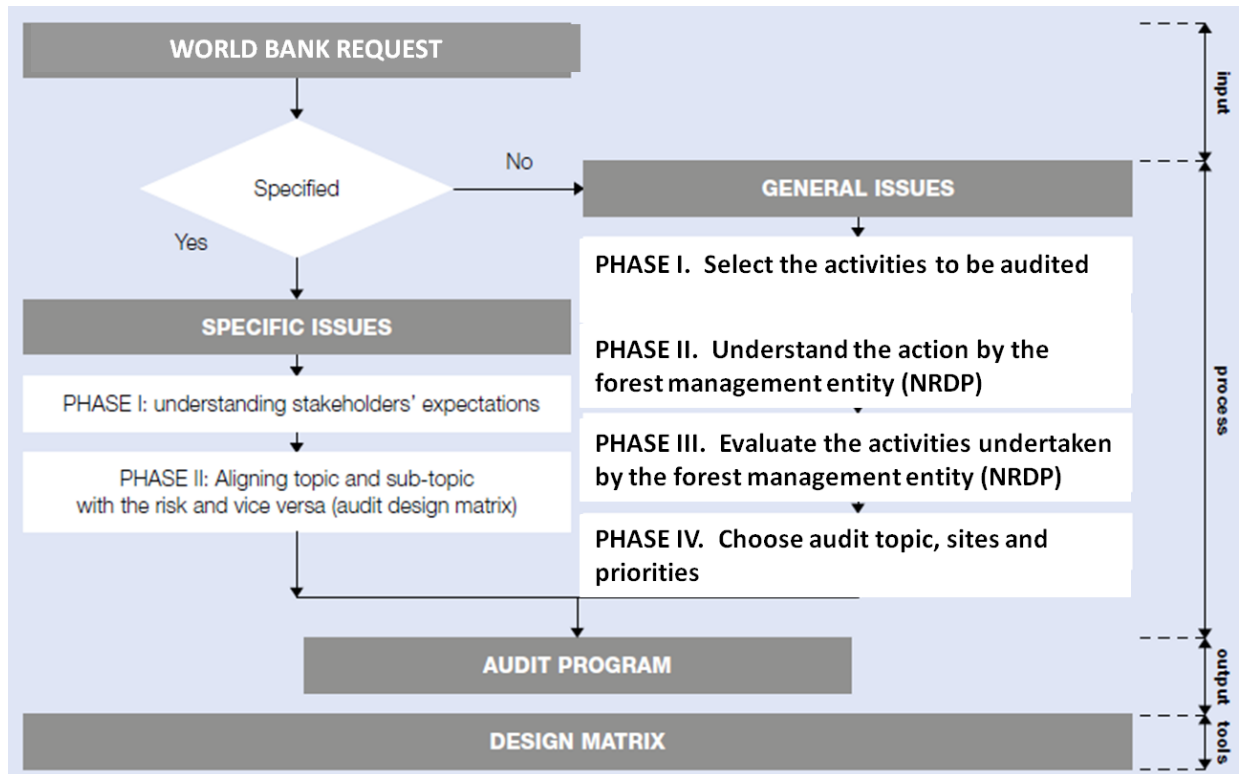 WORLD BANK REQUEST
Specified
No
Yes
GENERAL ISSUES
PHASE I.  Select the activities to be audited
PHASE II.  Understand the action by the
forest management entity (NRDP)
PHASE III.  Evaluate the activities undertaken
by the forest management entity (NRDP)
PHASE IV.  Choose audit topic, sites and
priorities
SPECIFIC ISSUES
PHASE I: understanding stakeholders’ expectations
PHASE II: Aligning topic and sub-topic
with the risk and vice versa (audit design matrix)
AUDIT PROGRAM
DESIGN MATRIX
input
process
output
tools